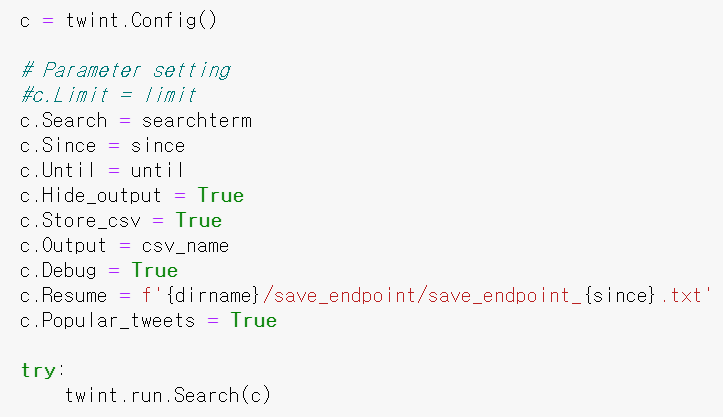 c = twint.Config()
# Parameter setting
#c.Limit = limit
c.Search = searchterm
c.Since = since
c.Until = until
c.Hide_output = True
c.Store_csv = True
c.Output = csv_name
c.Debug = True
c.Resume = f'{dirname}/save_endpoint/save_endpoint_{since}.txt'
c.Popular_tweets = True
try:
    twint.run.Search(c)